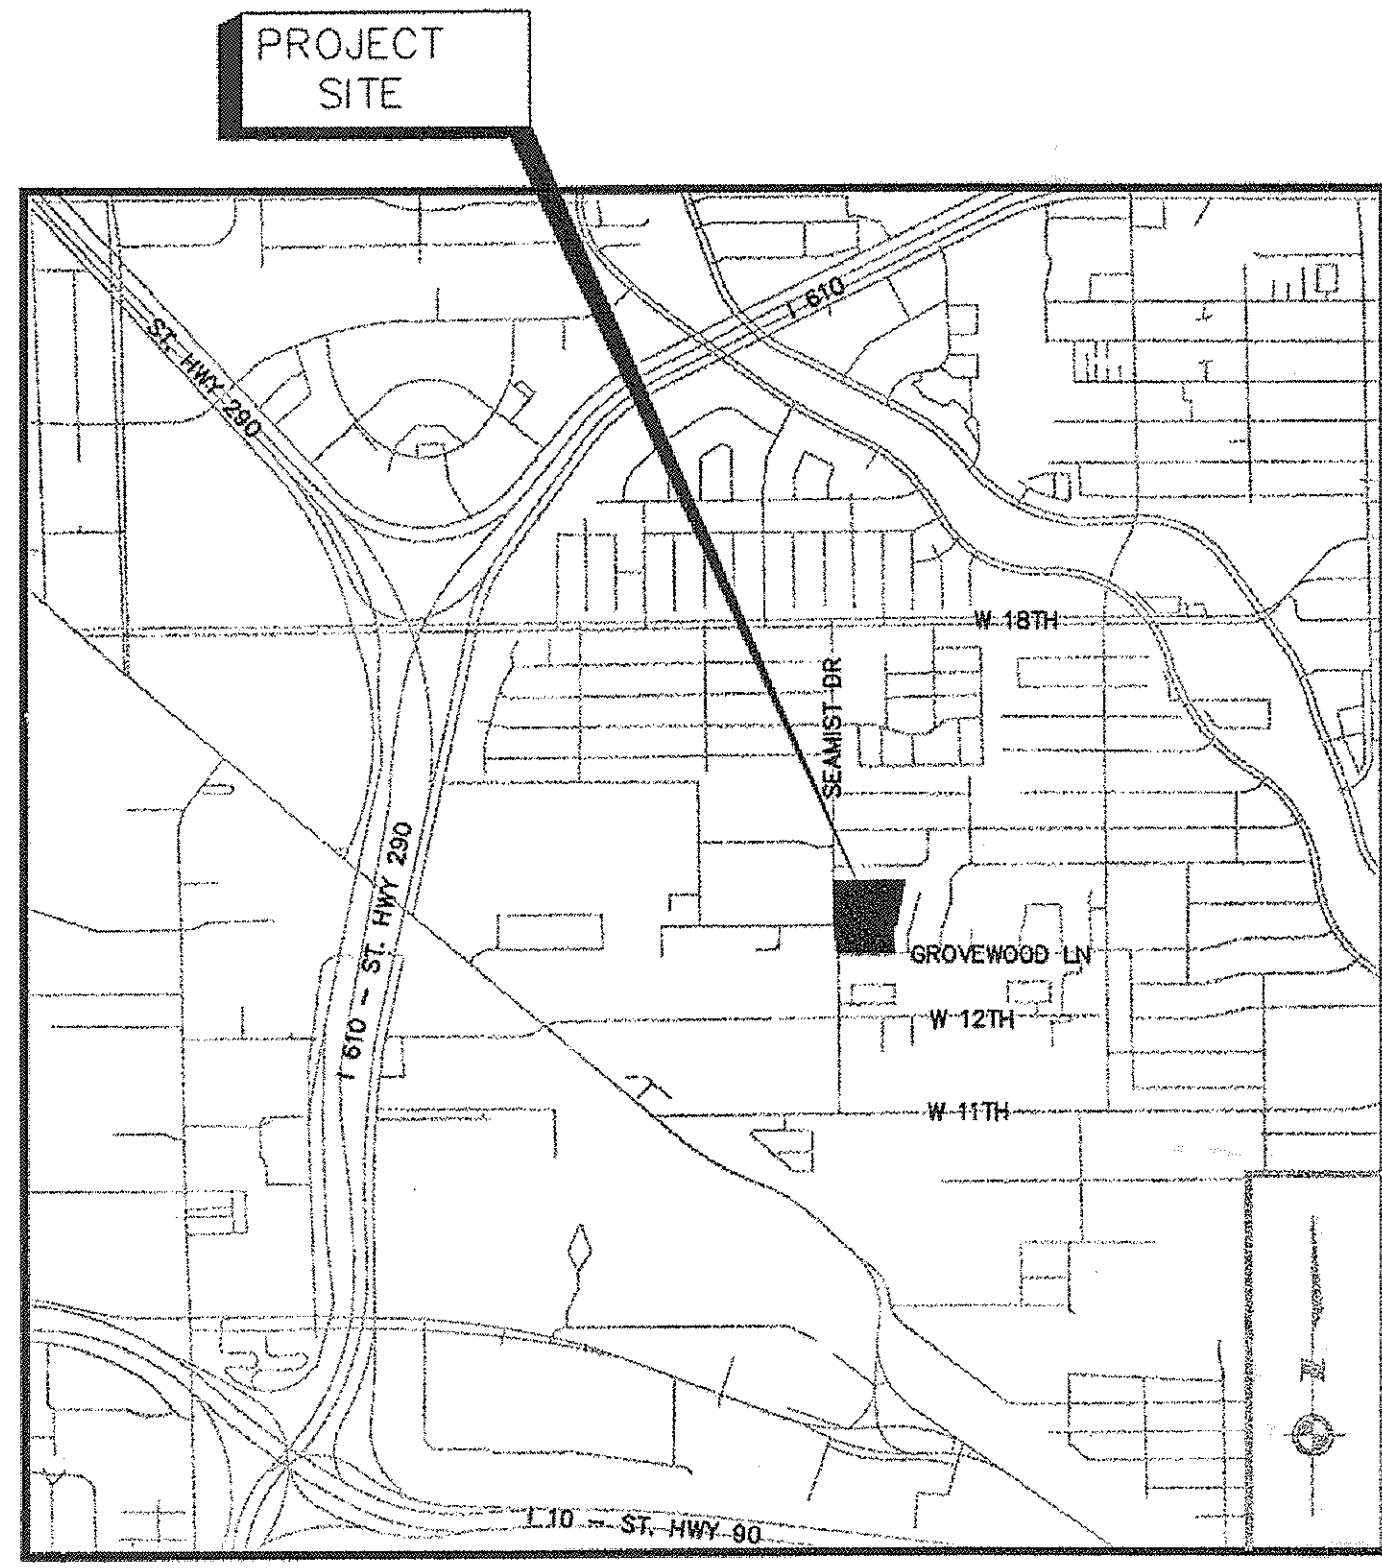 PROJECT
SITE
I 610
ST. HWY 290
W 18TH
SEAMIST DR
I 610 - ST. HWY 290
GROVEWOOD LN
W 12TH
W 11TH
N
I 10 - ST. HWY 90